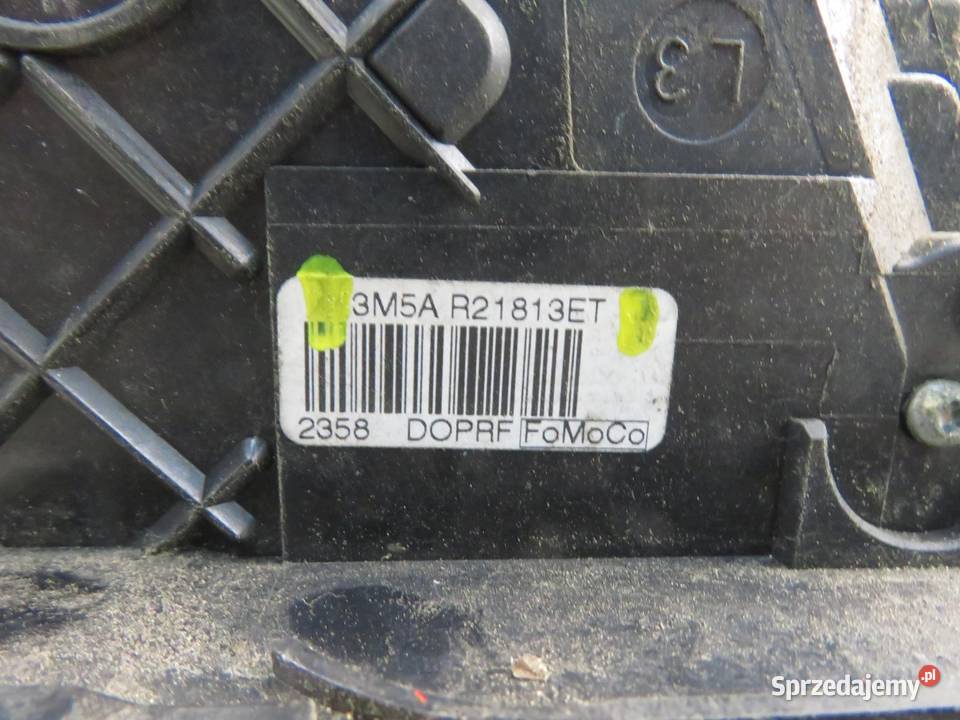 L3
3M5A R21813ET
2358 DOPRF FoMoCo
Sprzedajemy.pl